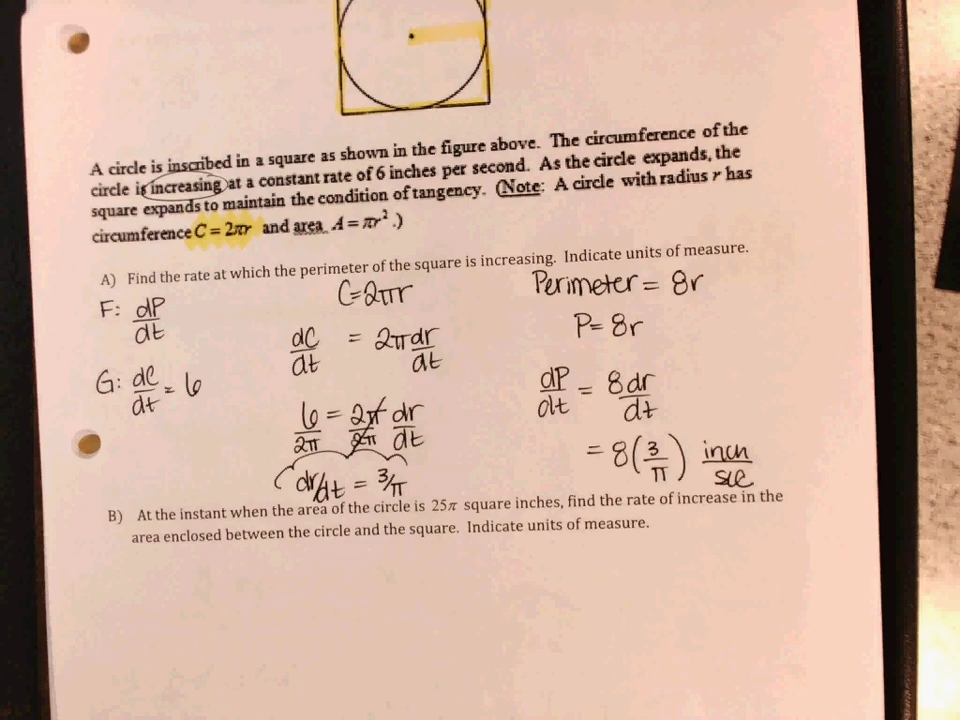 A circle is inscribed in a square as shown in the figure above. The circumference of the
circle is increasing at a constant rate of 6 inches per second. As the circle expands, the
square expands to maintain the condition of tangency. (Note: A circle with radius r has
circumference C = 2πr and area A = πr².)
A) Find the rate at which the perimeter of the square is increasing. Indicate units of measure.
F: dP/dt
G: dC/dt = 6
C=2πr
dC/dt = 2π dr/dt
6/2π = 2π/2π dr/dt
dr/dt = 3/π
Perimeter = 8r
P= 8r
dP/dt = 8 dr/dt
= 8(3/π) inch/sec
B) At the instant when the area of the circle is 25π square inches, find the rate of increase in the
area enclosed between the circle and the square. Indicate units of measure.